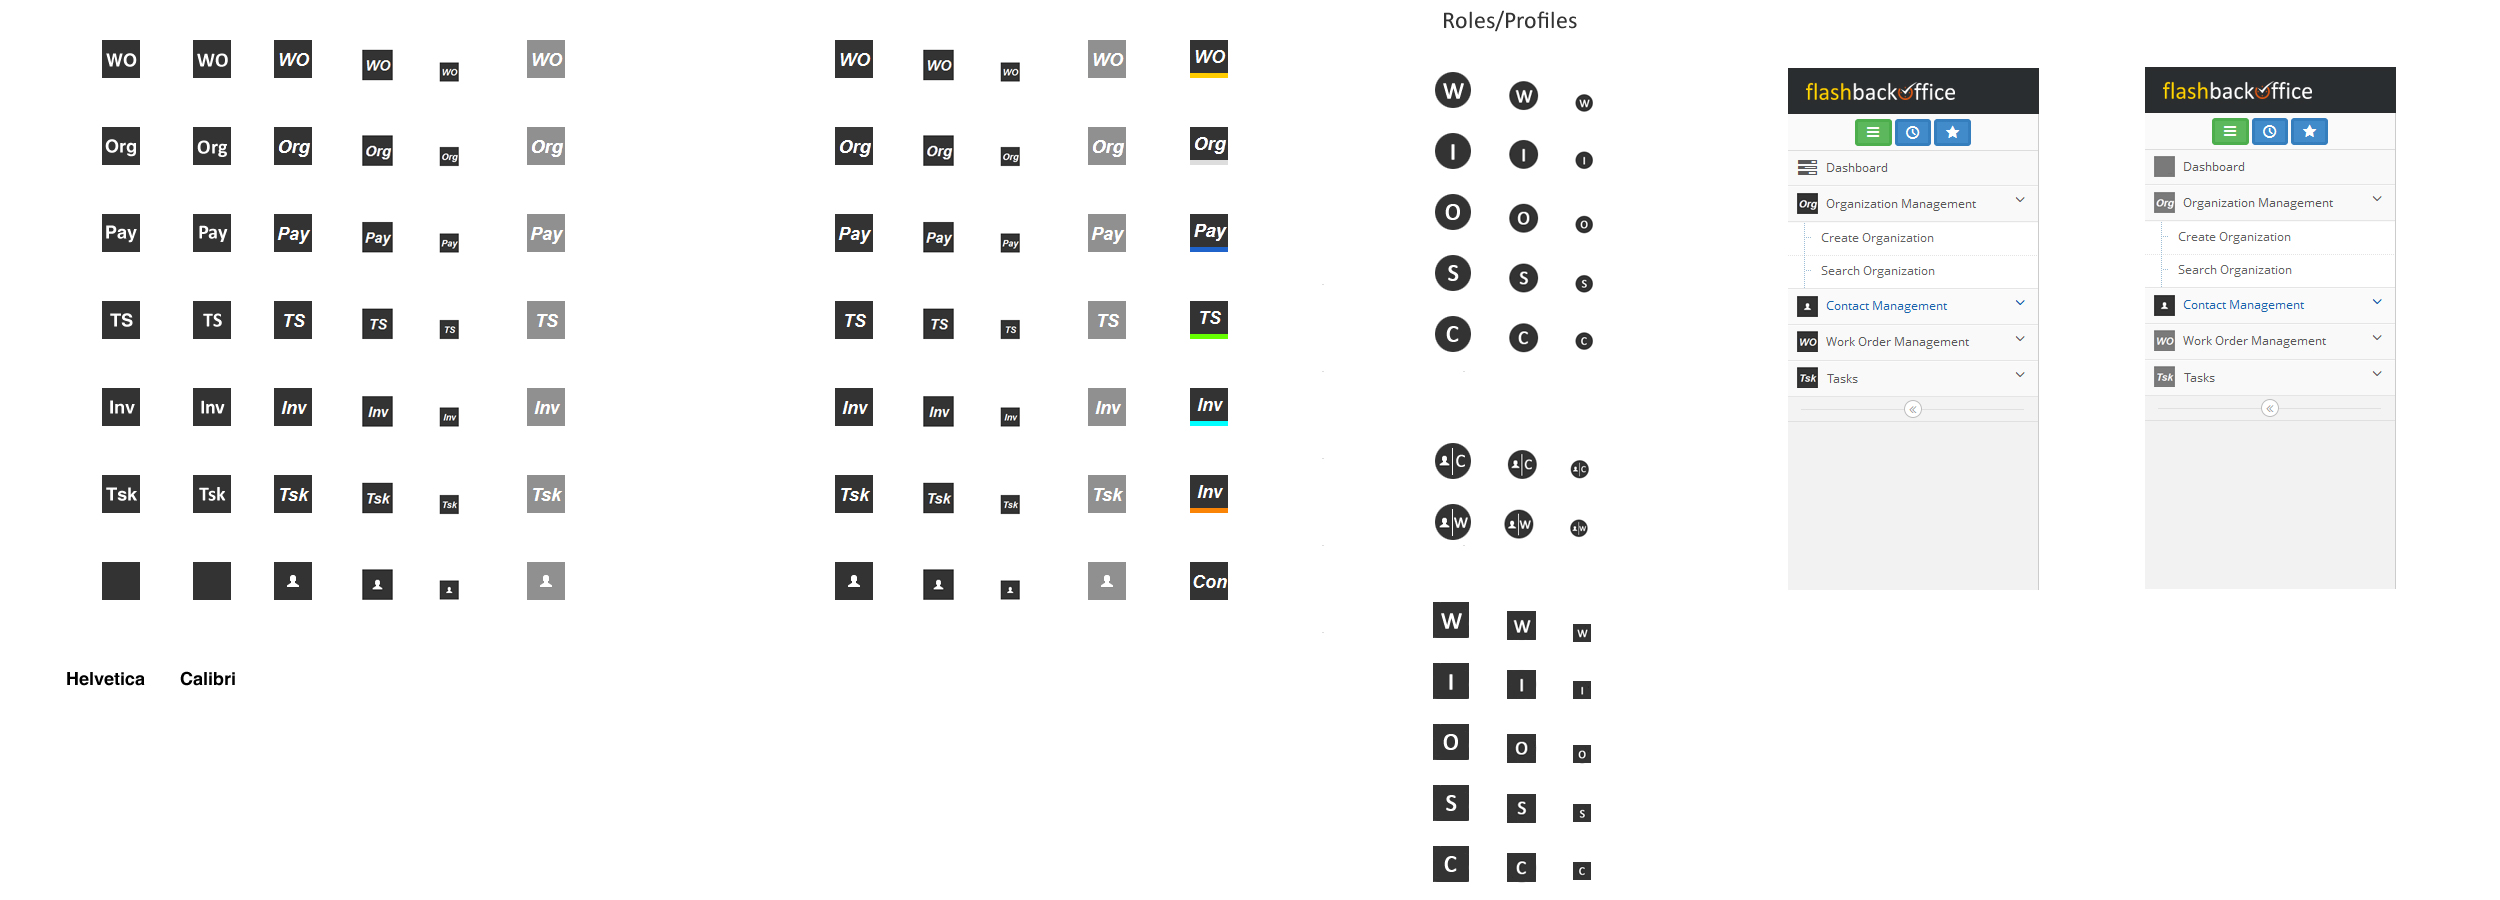 Roles/Profiles
WO WO WO WO WO WO
Org Org Org Org Org Org
Pay Pay Pay Pay Pay Pay
TS TS TS TS TS TS
Inv Inv Inv Inv Inv Inv
Tsk Tsk Tsk Tsk Tsk Tsk
Helvetica Calibri
WO WO WO WO WO
Org Org Org Org Org
Pay Pay Pay Pay Pay
TS TS TS TS TS
Inv Inv Inv Inv Inv
Tsk Tsk Tsk Tsk Inv
Con
W W W
I I I
O O O
S S S
C C C
C C C
W W W
W W W
I I I
O O O
S S S
C C C
flashbackoffice
Dashboard
Org Organization Management
Create Organization
Search Organization
Contact Management
WO Work Order Management
Tsk Tasks
flashbackoffice
Dashboard
Org Organization Management
Create Organization
Search Organization
Contact Management
WO Work Order Management
Tsk Tasks